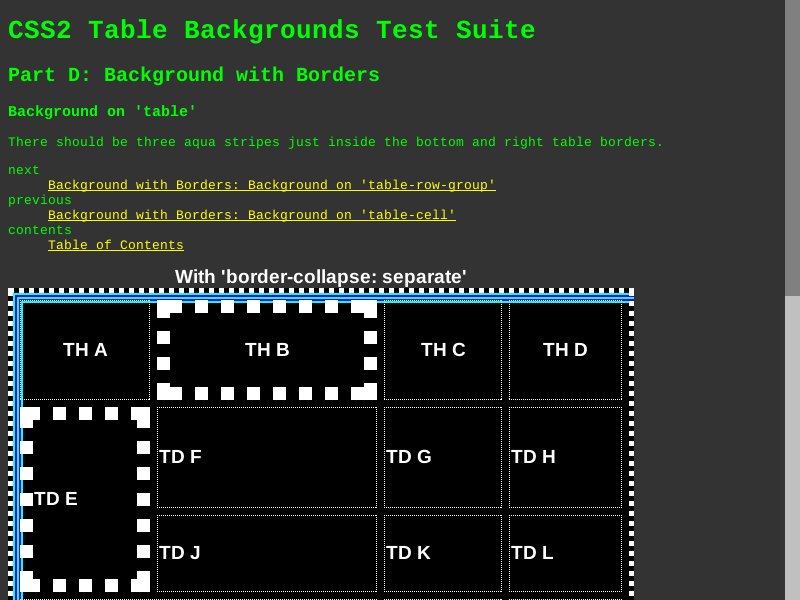 CSS2 Table Backgrounds Test Suite
Part D: Background with Borders
Background on 'table'
There should be three aqua stripes just inside the bottom and right table borders.
next
Background with Borders: Background on 'table-row-group'
previous
Background with Borders: Background on 'table-cell'
contents
Table of Contents
With 'border-collapse: separate'
TH A TH B TH C TH D
TD F TD G TD H
TD E
TD J TD K TD L